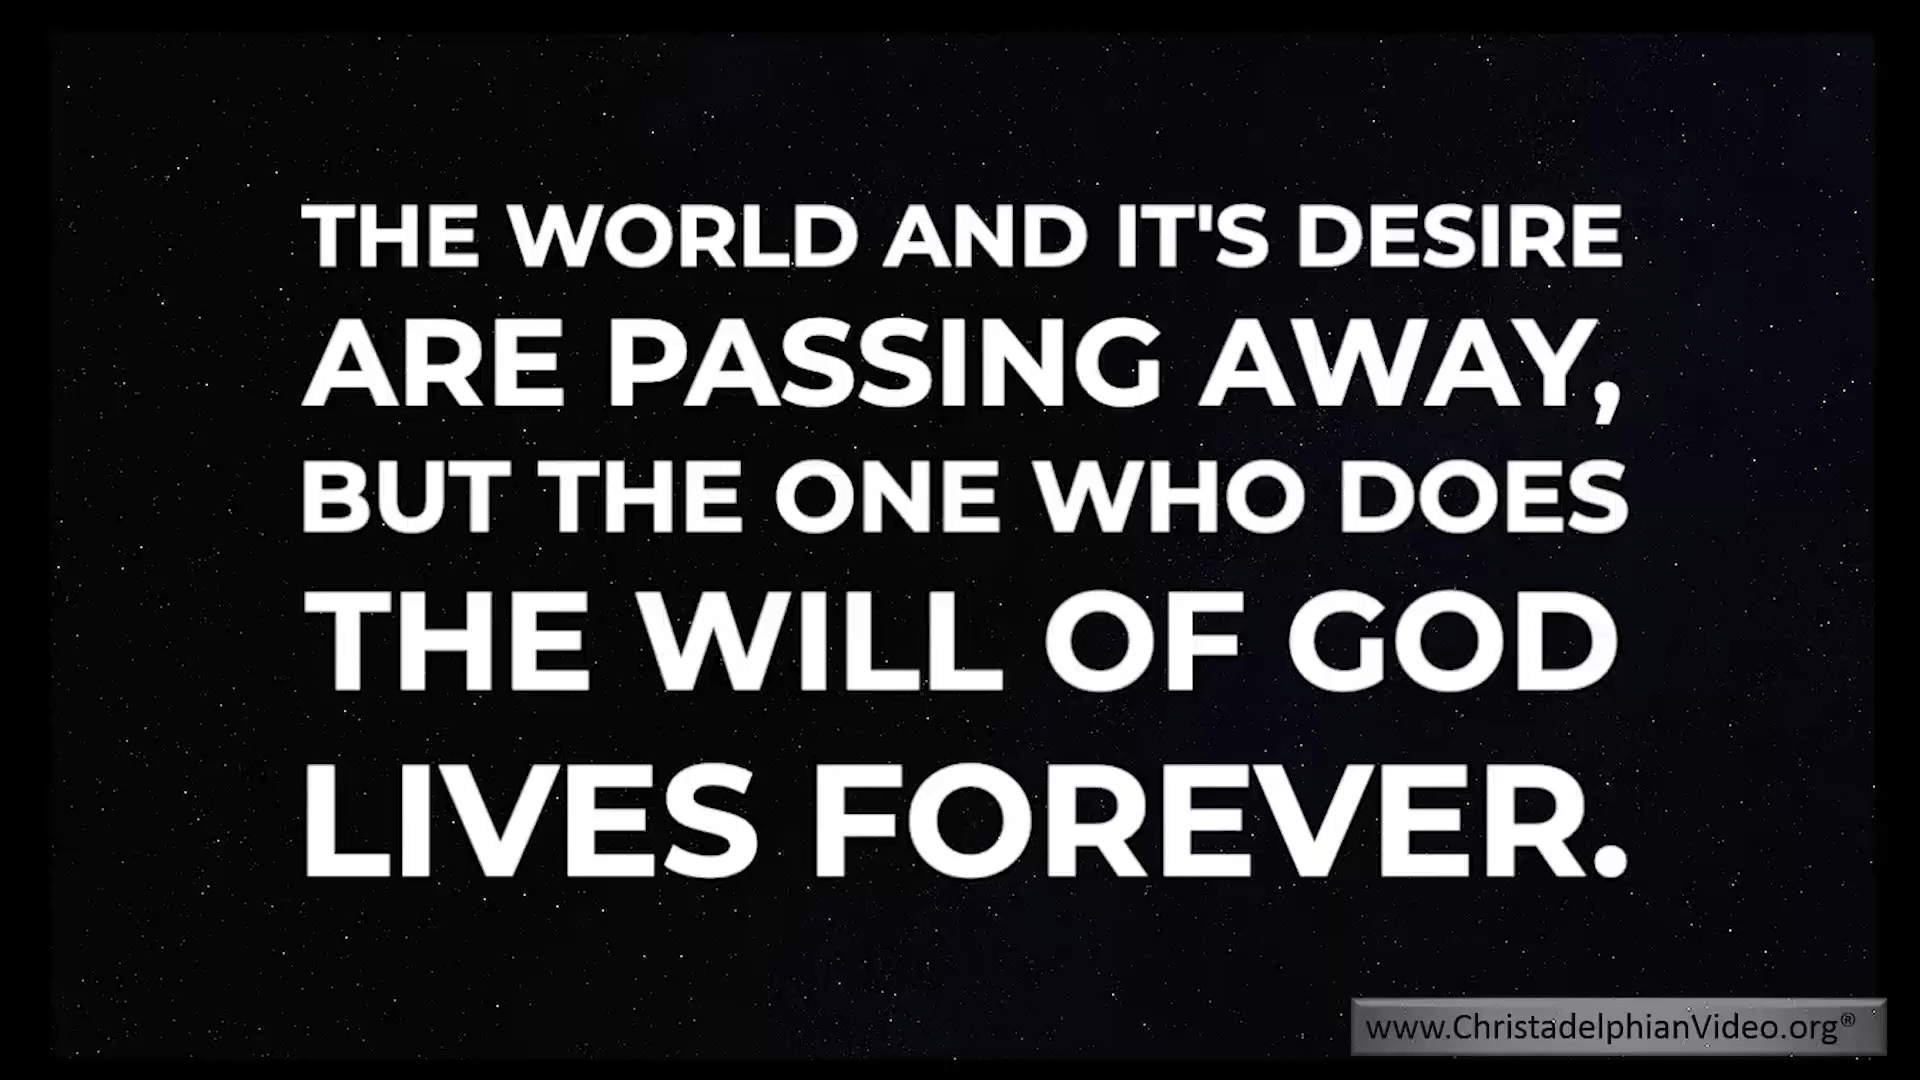 THE WORLD AND IT'S DESIRE
ARE PASSING AWAY,
BUT THE ONE WHO DOES
THE WILL OF GOD
LIVES FOREVER.
www.ChristadelphianVideo.org®